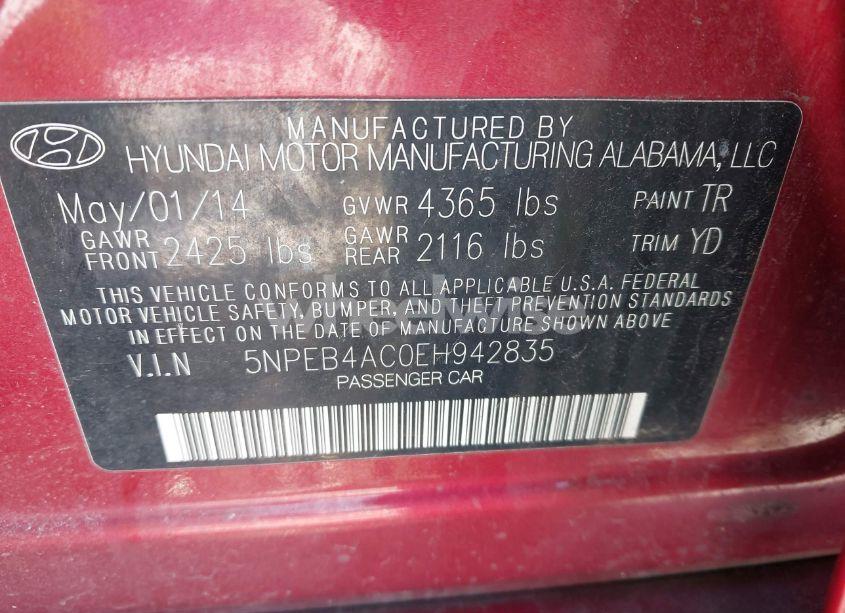 MANUFACTURED BY
HYUNDAI MOTOR MANUFACTURING ALABAMA, LLC
May/01/14 GVWR 4365 lbs PAINT TR
GAWR FRONT 2425 lbs GAWR REAR 2116 lbs TRIM YD
THIS VEHICLE CONFORMS TO ALL APPLICABLE U.S.A. FEDERAL
MOTOR VEHICLE SAFETY, BUMPER, AND THEFT PREVENTION STANDARDS
IN EFFECT ON THE DATE OF MANUFACTURE SHOWN ABOVE
V.I.N 5NPEB4AC0EH942835
PASSENGER CAR